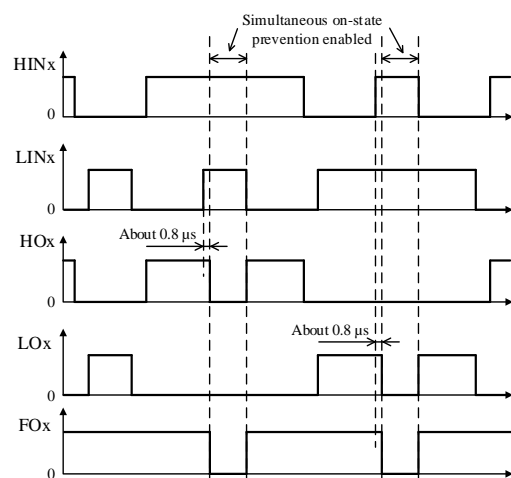 Simultaneous on-state
prevention enabled
HINx
0
LINx
0
HOx
About 0.8 μs
0
LOx
About 0.8 μs
0
FOx
0